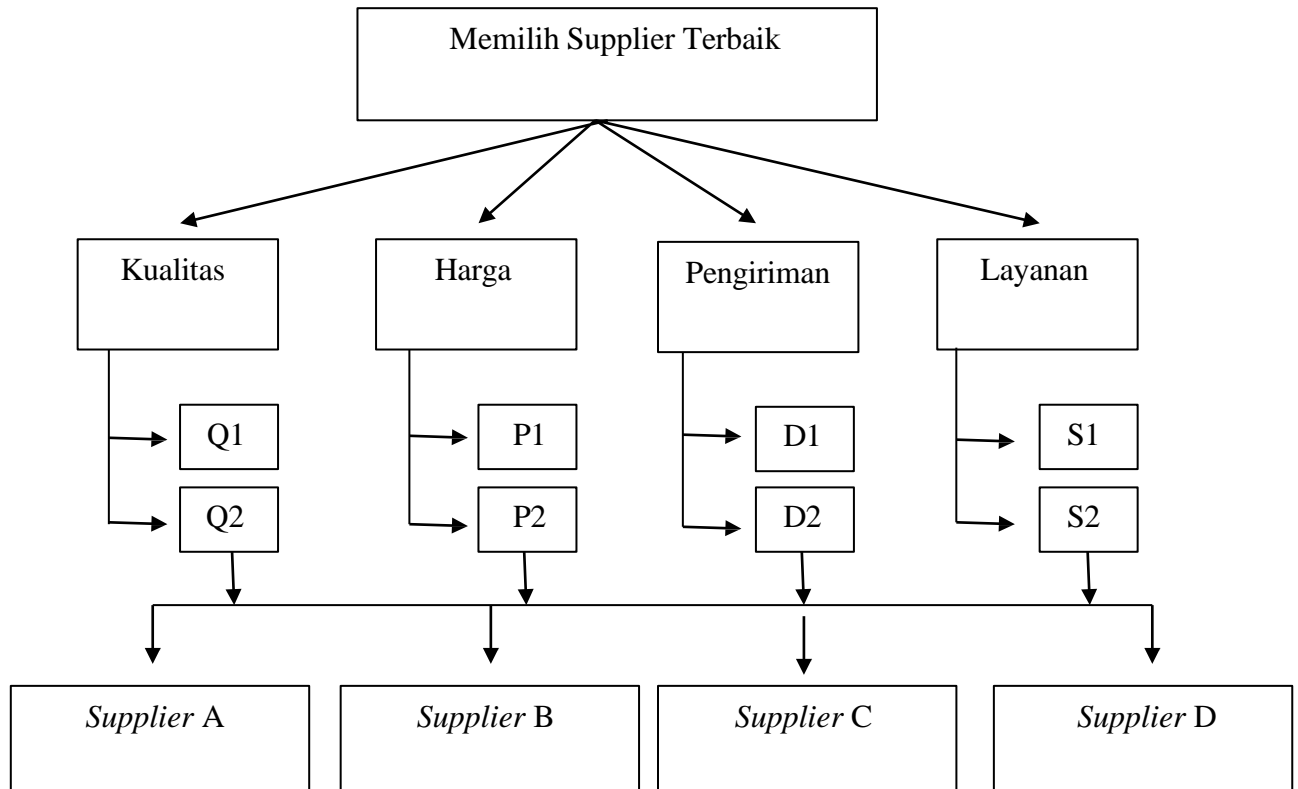 Memilih Supplier Terbaik
Kualitas
Harga
Pengiriman
Layanan
Q1
P1
D1
S1
Q2
P2
D2
S2
Supplier A
Supplier B
Supplier C
Supplier D